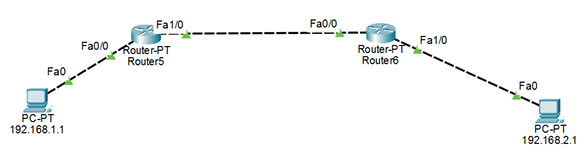 Fa1/0
Fa0/0
Router-PT
Router5
Fa0/0
Router-PT
Router6
Fa1/0
Fa0
PC-PT
192.168.1.1
Fa0
PC-PT
192.168.2.1